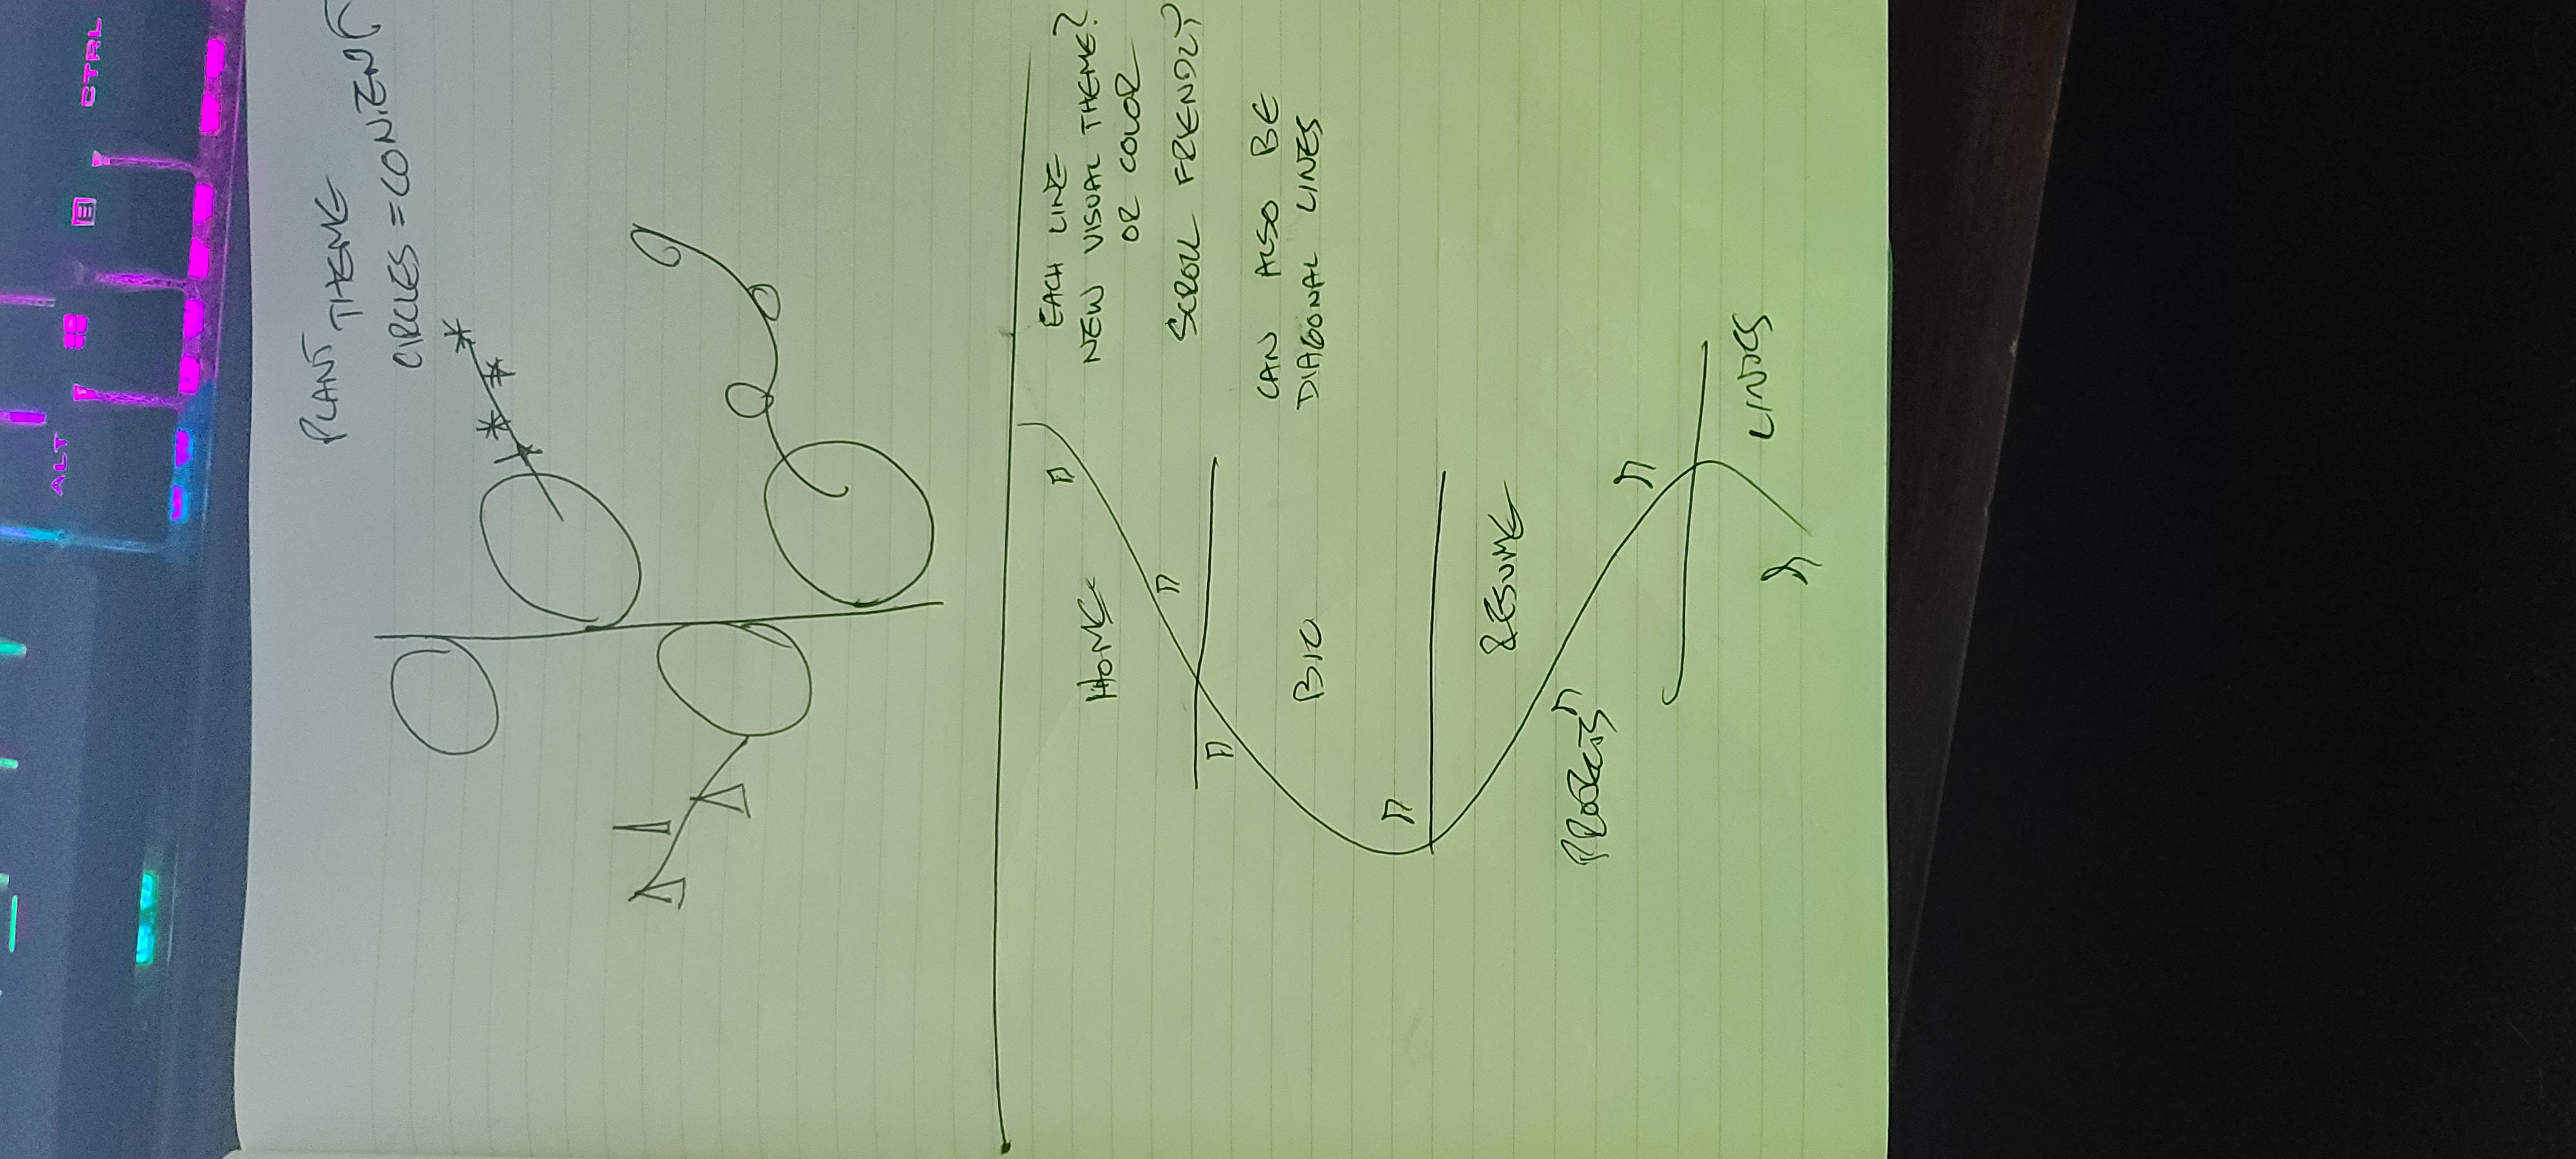 ALT
CTRL
PLANT THEME
CIRCLES = CONTENT
HOME
EACH LINE
NEW VISUAL THEME?
OR COLOR
SCROLL FRIENDLY
CAN ALSO BE
DIAGONAL LINES
BIO
RESUME
PROJECTS
LINKS